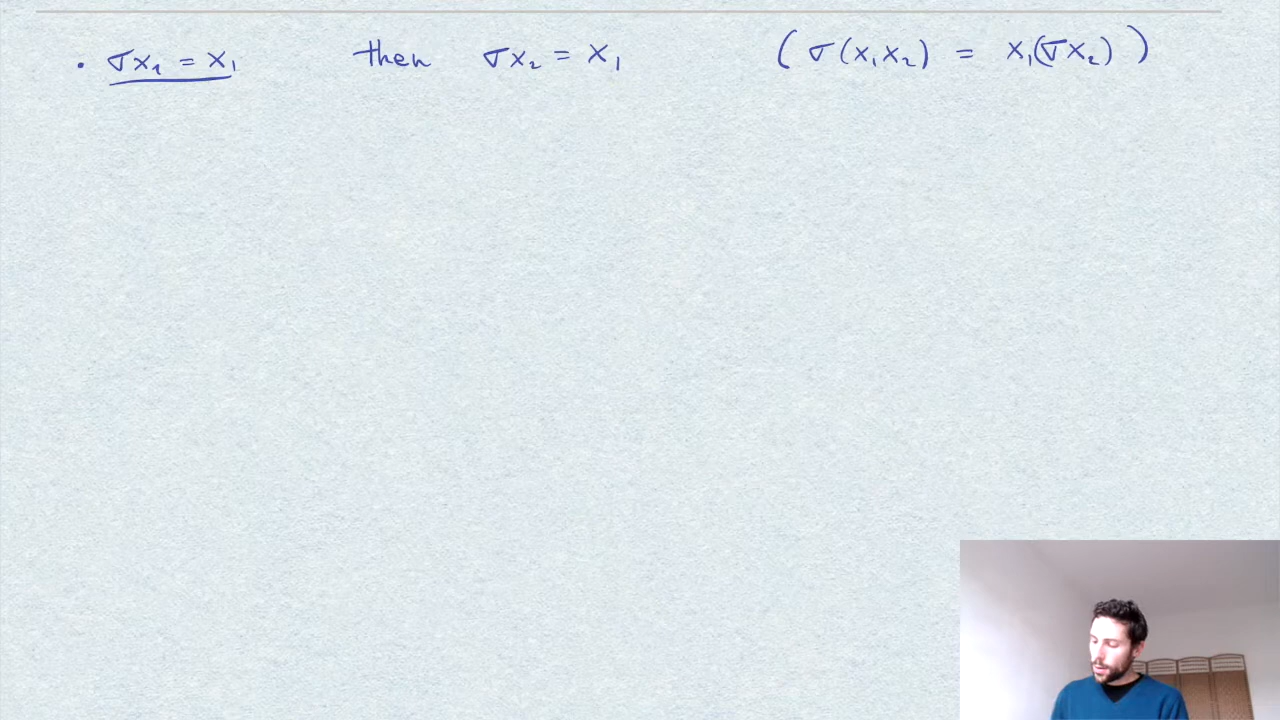 · σx₁ = x₁ then σx₂ = x₁ ( σ(x₁x₂) = x₁(σx₂) )